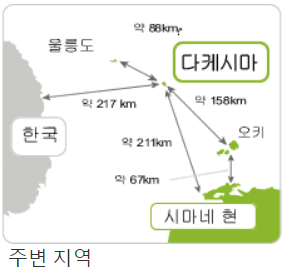 약 88km
울릉도
다케시마
약 217 km
약 158km
한국
오키
약 211km
약 67km
시마네 현
주변 지역